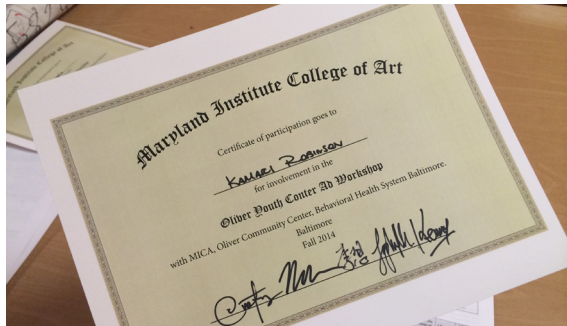 Maryland Institute College of Art
Certificate of participation goes to
KAMARI ROBINSON
for involvement in the
Oliver Youth Conter Ad Workshop
with MICA, Oliver Community Center, Behavioral Health System Baltimore.
Baltimore
Fall 2014